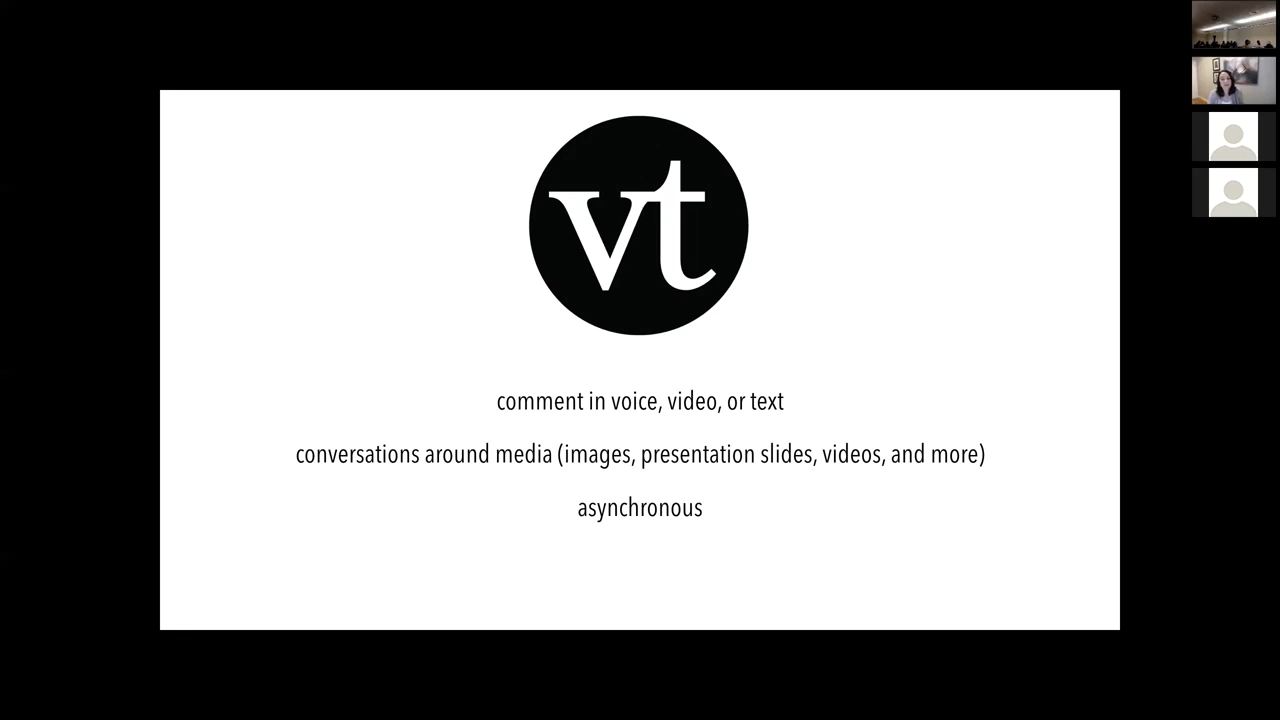 vt
comment in voice, video, or text
conversations around media (images, presentation slides, videos, and more)
asynchronous